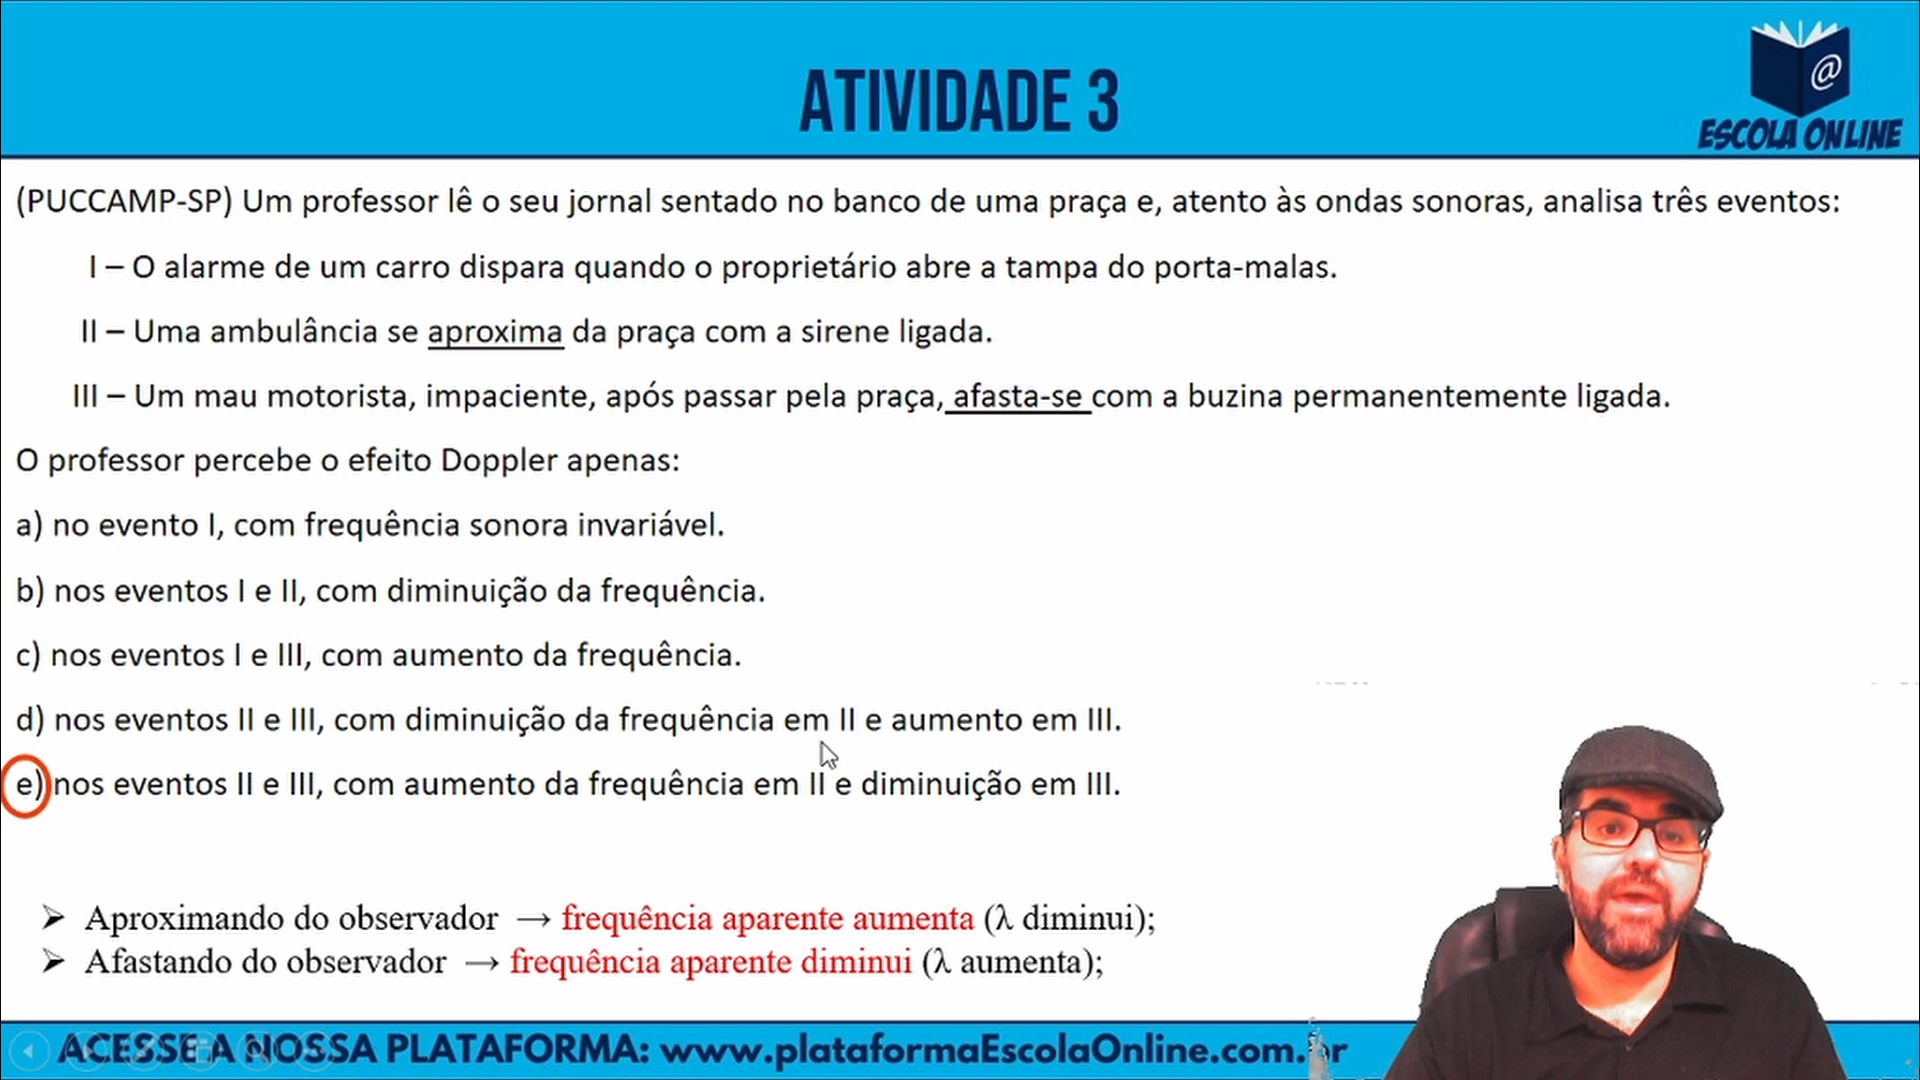 ATIVIDADE 3
@
ESCOLA ONLINE
(PUCCAMP-SP) Um professor lê o seu jornal sentado no banco de uma praça e, atento às ondas sonoras, analisa três eventos:
I – O alarme de um carro dispara quando o proprietário abre a tampa do porta-malas.
II – Uma ambulância se aproxima da praça com a sirene ligada.
III – Um mau motorista, impaciente, após passar pela praça, afasta-se com a buzina permanentemente ligada.
O professor percebe o efeito Doppler apenas:
a) no evento I, com frequência sonora invariável.
b) nos eventos I e II, com diminuição da frequência.
c) nos eventos I e III, com aumento da frequência.
d) nos eventos II e III, com diminuição da frequência em II e aumento em III.
e) nos eventos II e III, com aumento da frequência em II e diminuição em III.
➤ Aproximando do observador → frequência aparente aumenta (λ diminui);
➤ Afastando do observador → frequência aparente diminui (λ aumenta);
ACESSE A NOSSA PLATAFORMA: www.plataformaEscolaOnline.com.br